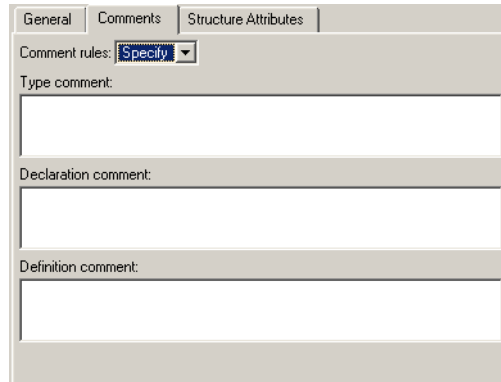 General Comments Structure Attributes
Comment rules: Specify
Type comment:
Declaration comment:
Definition comment: